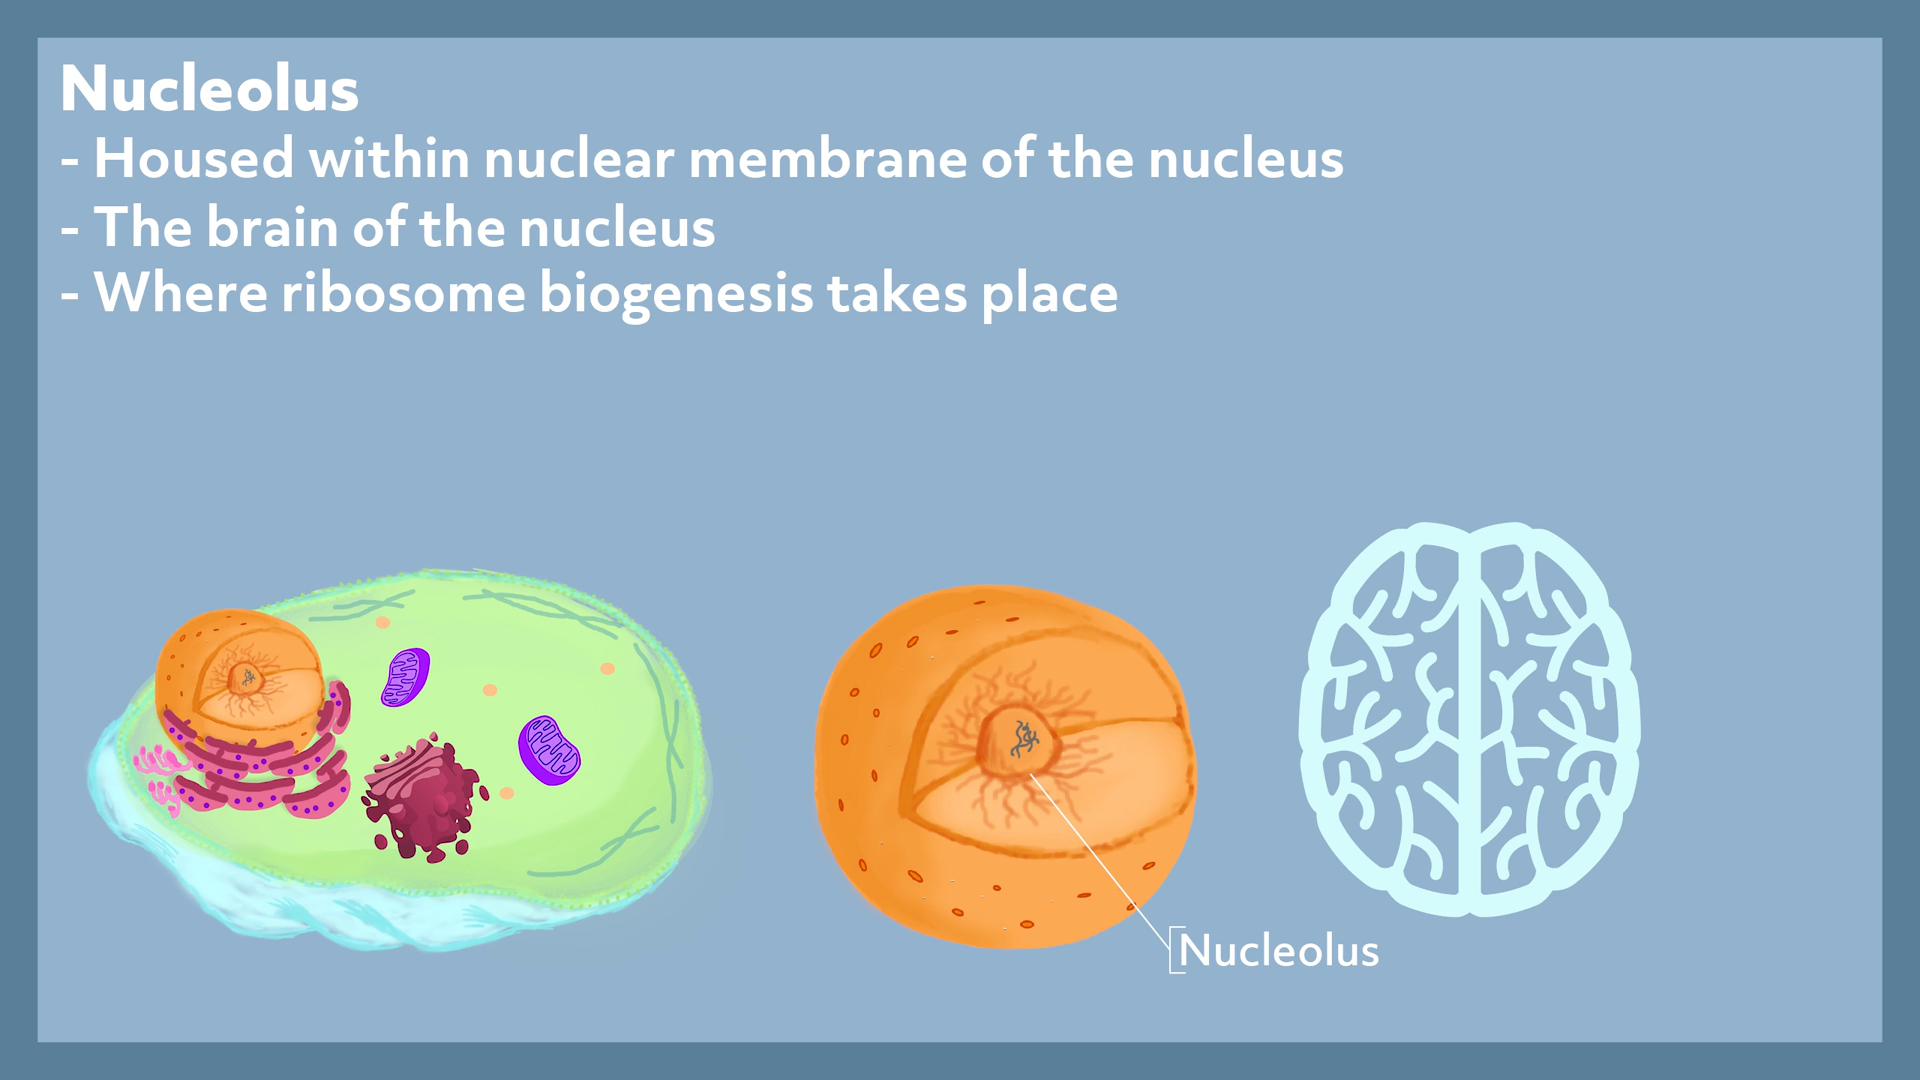 Nucleolus
- Housed within nuclear membrane of the nucleus
- The brain of the nucleus
- Where ribosome biogenesis takes place
Nucleolus